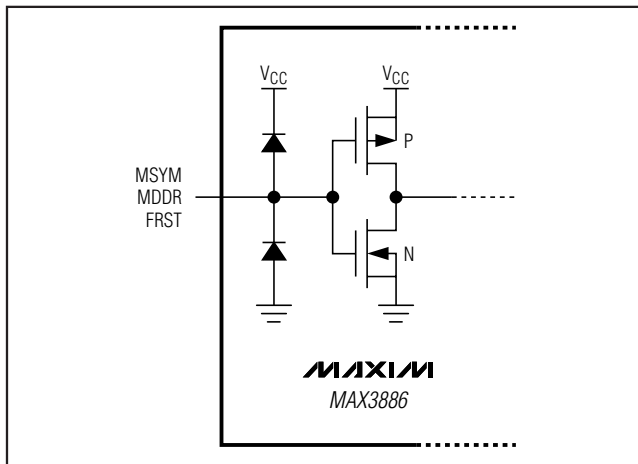 VCC VCC
P
MSYM
MDDR
FRST
N
MAXIM
MAX3886